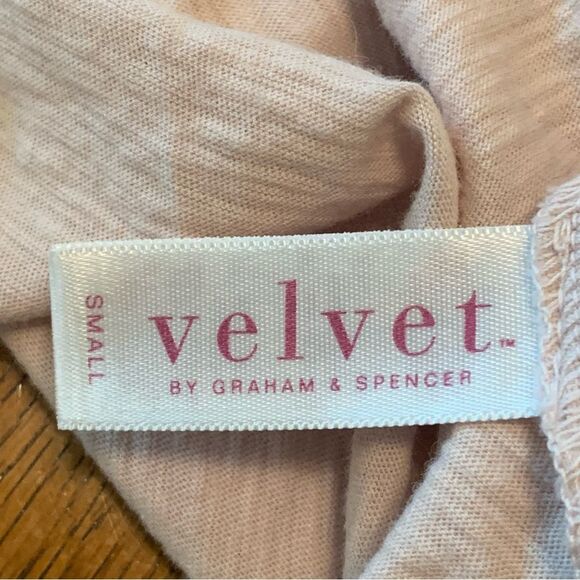 SMALL
velvet™
BY GRAHAM & SPENCER